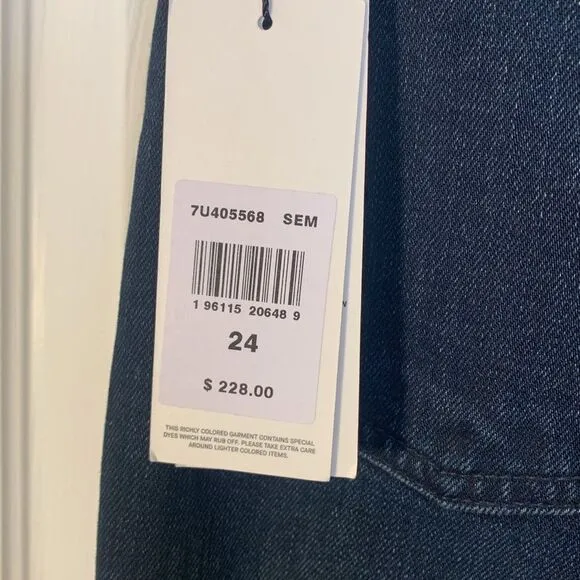 7U405568 SEM
1 96115 20648 9
24
$ 228.00
THIS RICHLY COLORED GARMENT CONTAINS SPECIAL
DYES WHICH MAY RUB OFF. PLEASE TAKE EXTRA CARE
AROUND LIGHTER COLORED ITEMS.